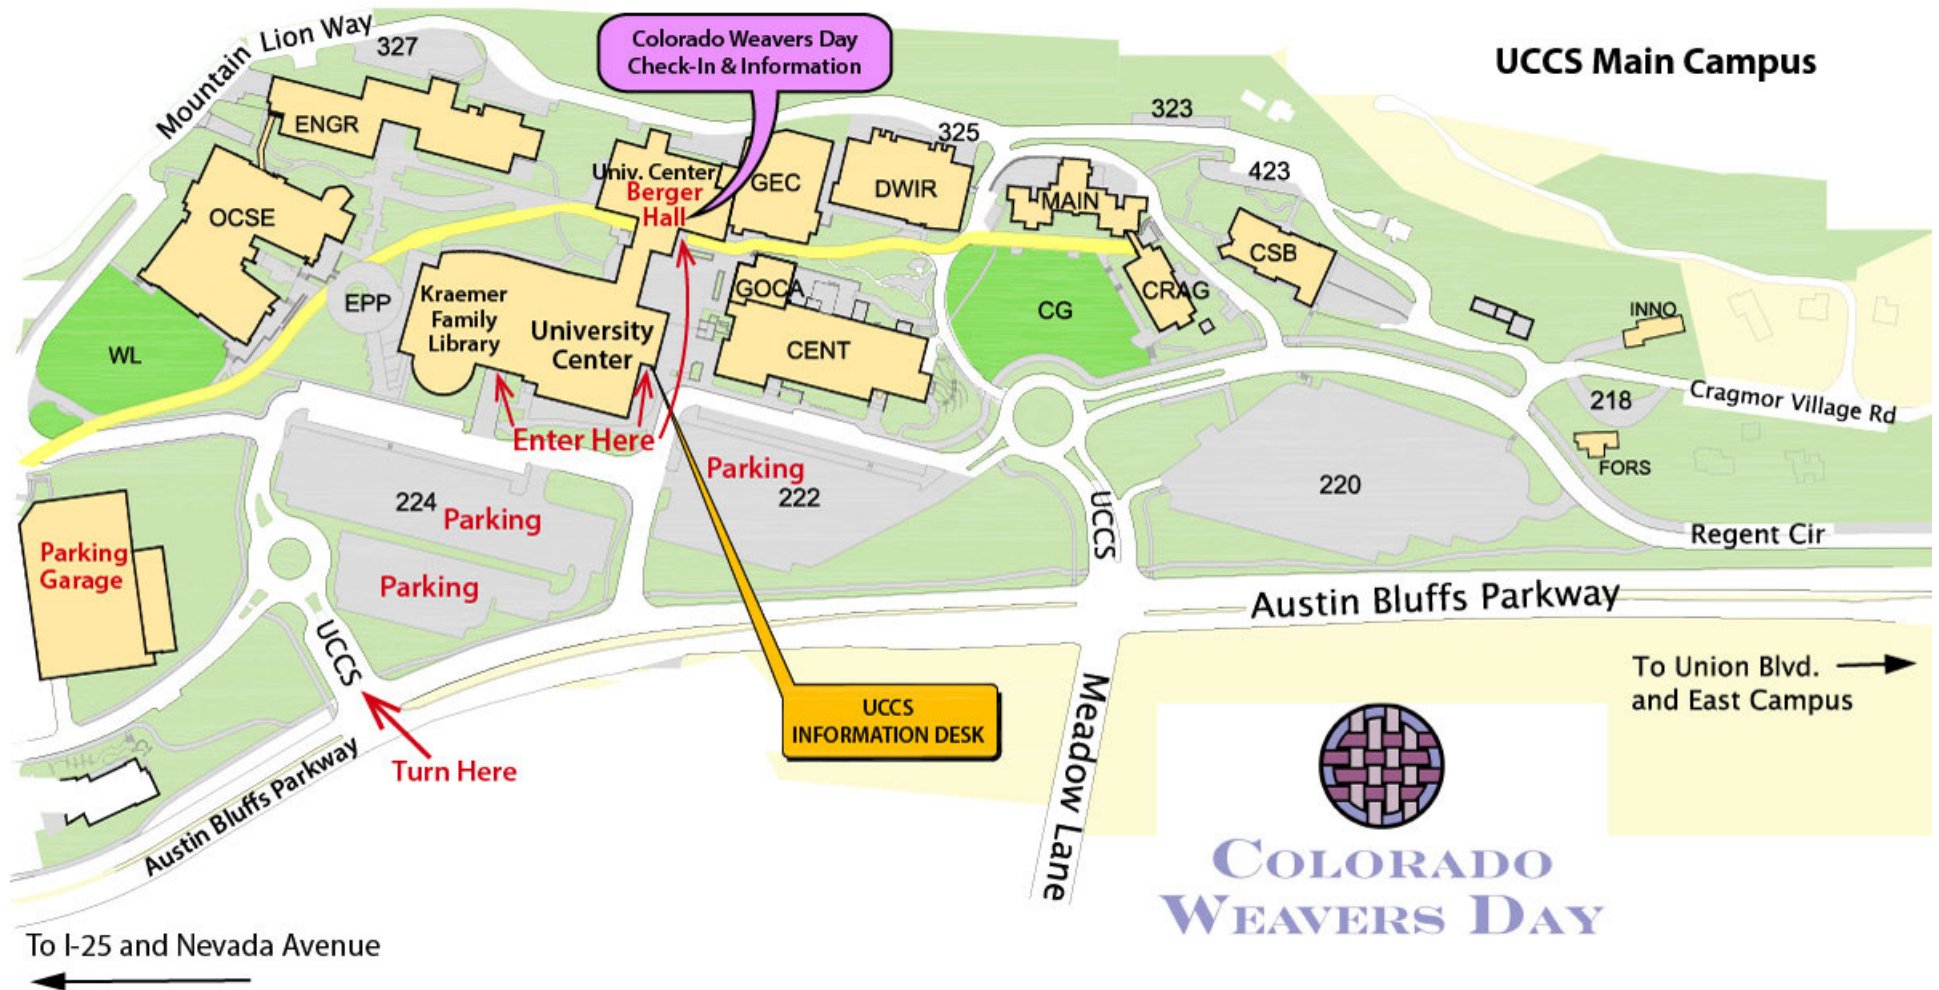 Mountain Lion Way
327
Colorado Weavers Day
Check-In & Information
UCCS Main Campus
ENGR
Univ. Center
Berger
Hall
GEC
DWIR
325
323
423
MAIN
OCSE
CSB
EPP
Kraemer
Family
Library
University
Center
GOCA
CENT
CG
CRAG
INNO
WL
218
Cragmor Village Rd
FORS
Enter Here
Parking
222
224
Parking
Parking
220
UCCS
Regent Cir
Parking
Garage
UCCS
Austin Bluffs Parkway
To Union Blvd.
and East Campus
UCCS
INFORMATION DESK
Meadow Lane
Turn Here
Austin Bluffs Parkway
COLORADO
WEAVERS DAY
To I-25 and Nevada Avenue